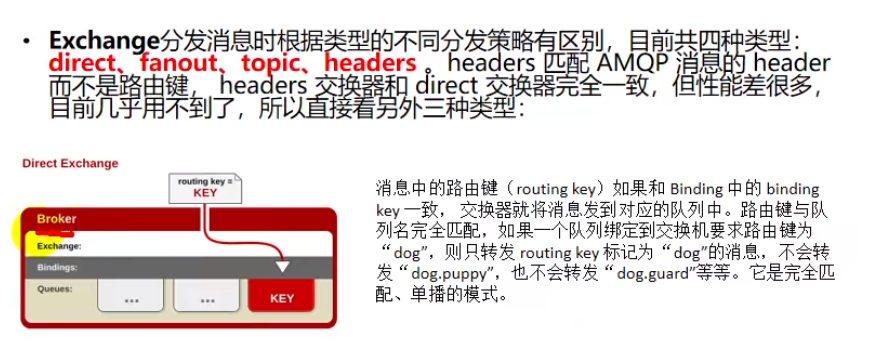 • Exchange分发消息时根据类型的不同分发策略有区别，目前共四种类型：
direct、fanout、topic、headers 。headers 匹配 AMQP 消息的 header
而不是路由键， headers 交换器和 direct 交换器完全一致，但性能差很多，
目前几乎用不到了，所以直接看另外三种类型：
Direct Exchange
routing key =
KEY
Broker
Exchange:
Bindings:
Queues:
...
...
KEY
消息中的路由键（routing key）如果和 Binding 中的 binding
key 一致， 交换器就将消息发到对应的队列中。路由键与队
列名完全匹配，如果一个队列绑定到交换机要求路由键为
“dog”，则只转发 routing key 标记为“dog”的消息，不会转
发“dog.puppy”，也不会转发“dog.guard”等等。它是完全匹
配、单播的模式。